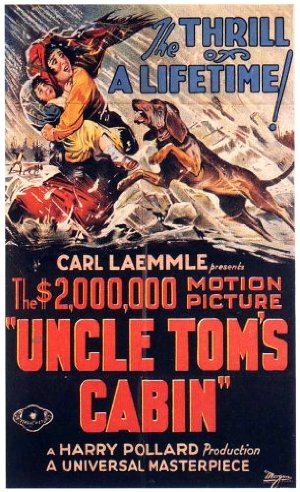 The THRILL
OF
A LIFETIME!
CARL LAEMMLE presents
The $2,000,000 MOTION PICTURE
"UNCLE TOM'S
CABIN"
A HARRY POLLARD Production
A UNIVERSAL MASTERPIECE
Morgan